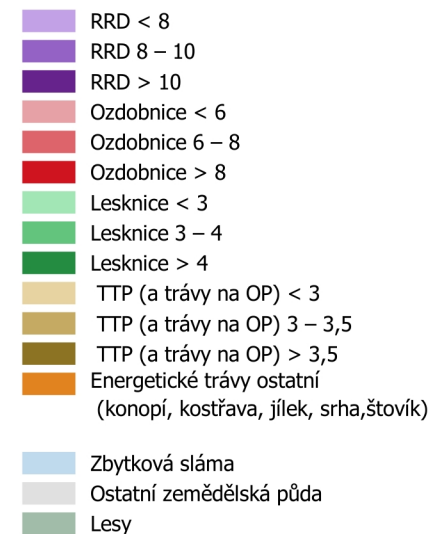 RRD < 8
RRD 8 – 10
RRD > 10
Ozdobnice < 6
Ozdobnice 6 – 8
Ozdobnice > 8
Lesknice < 3
Lesknice 3 – 4
Lesknice > 4
TTP (a trávy na OP) < 3
TTP (a trávy na OP) 3 – 3,5
TTP (a trávy na OP) > 3,5
Energetické trávy ostatní
(konopí, kostřava, jílek, srha,štovík)
Zbytková sláma
Ostatní zemědělská půda
Lesy